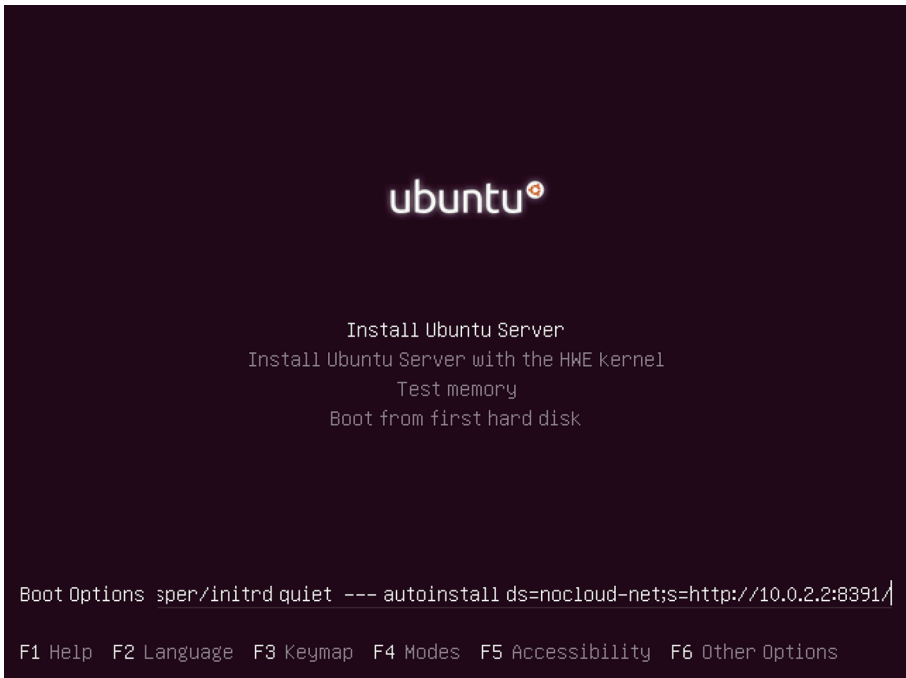 ubuntu
Install Ubuntu Server
Install Ubuntu Server with the HWE kernel
Test memory
Boot from first hard disk
Boot Options sper/initrd quiet --- autoinstall ds=nocloud-net;s=http://10.0.2.2:8391/
F1 Help F2 Language F3 Keymap F4 Modes F5 Accessibility F6 Other Options